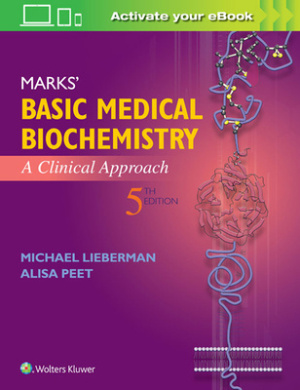 Activate your eBook
MARKS'
BASIC MEDICAL
BIOCHEMISTRY
A Clinical Approach
5TH
EDITION
MICHAEL LIEBERMAN
ALISA PEET
Wolters Kluwer